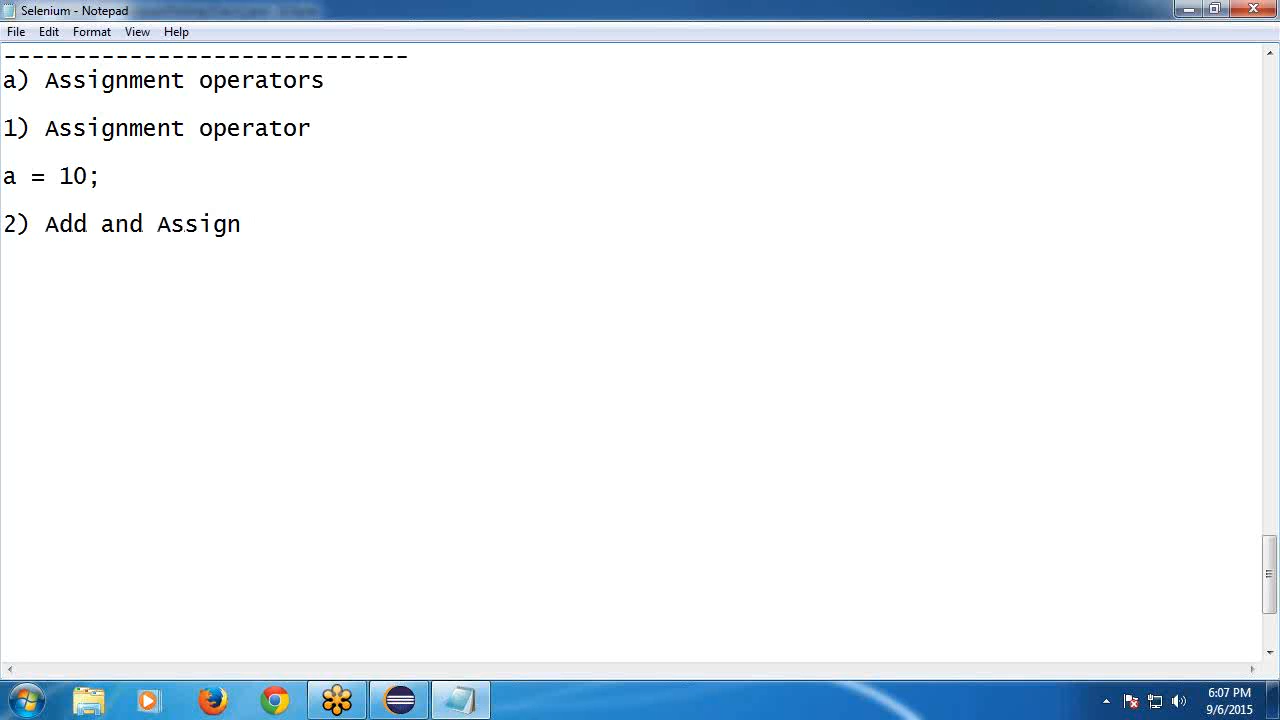 Selenium - Notepad
File Edit Format View Help
-----------------------------
a) Assignment operators
1) Assignment operator
a = 10;
2) Add and Assign
6:07 PM
9/6/2015